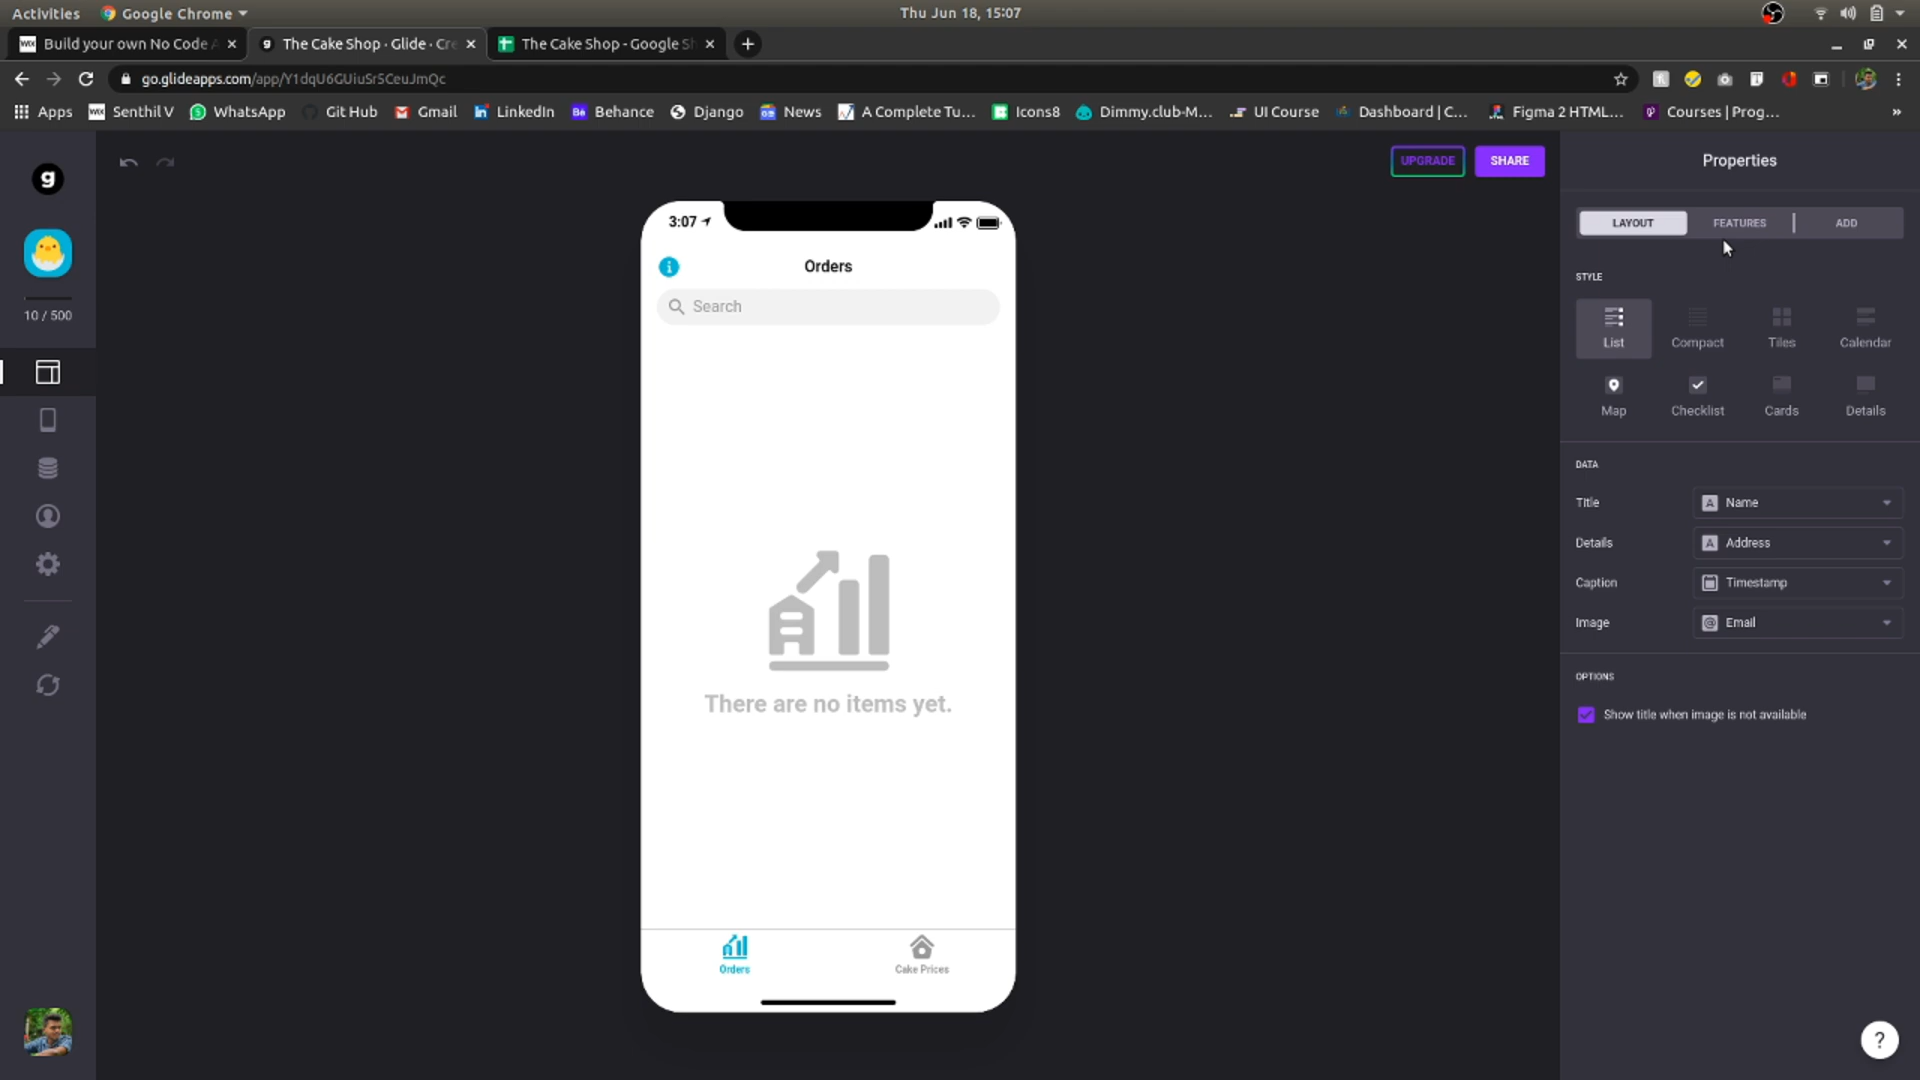 Activities Google Chrome Thu Jun 18, 15:07
Build your own No Code A The Cake Shop · Glide · Cre The Cake Shop - Google Sh
go.glideapps.com/app/Y1dqU6GUiuSr5CeuJmQc
Apps Senthil V WhatsApp Git Hub Gmail LinkedIn Behance Django News A Complete Tu... Icons8 Dimmy.club-M... UI Course Dashboard | C... Figma 2 HTML... Courses | Prog... »
g
UPGRADE SHARE
Properties
LAYOUT FEATURES ADD
10 / 500
3:07
Orders
Search
There are no items yet.
Orders Cake Prices
STYLE
List Compact Tiles Calendar
Map Checklist Cards Details
DATA
Title Name
Details Address
Caption Timestamp
Image Email
OPTIONS
Show title when image is not available
?